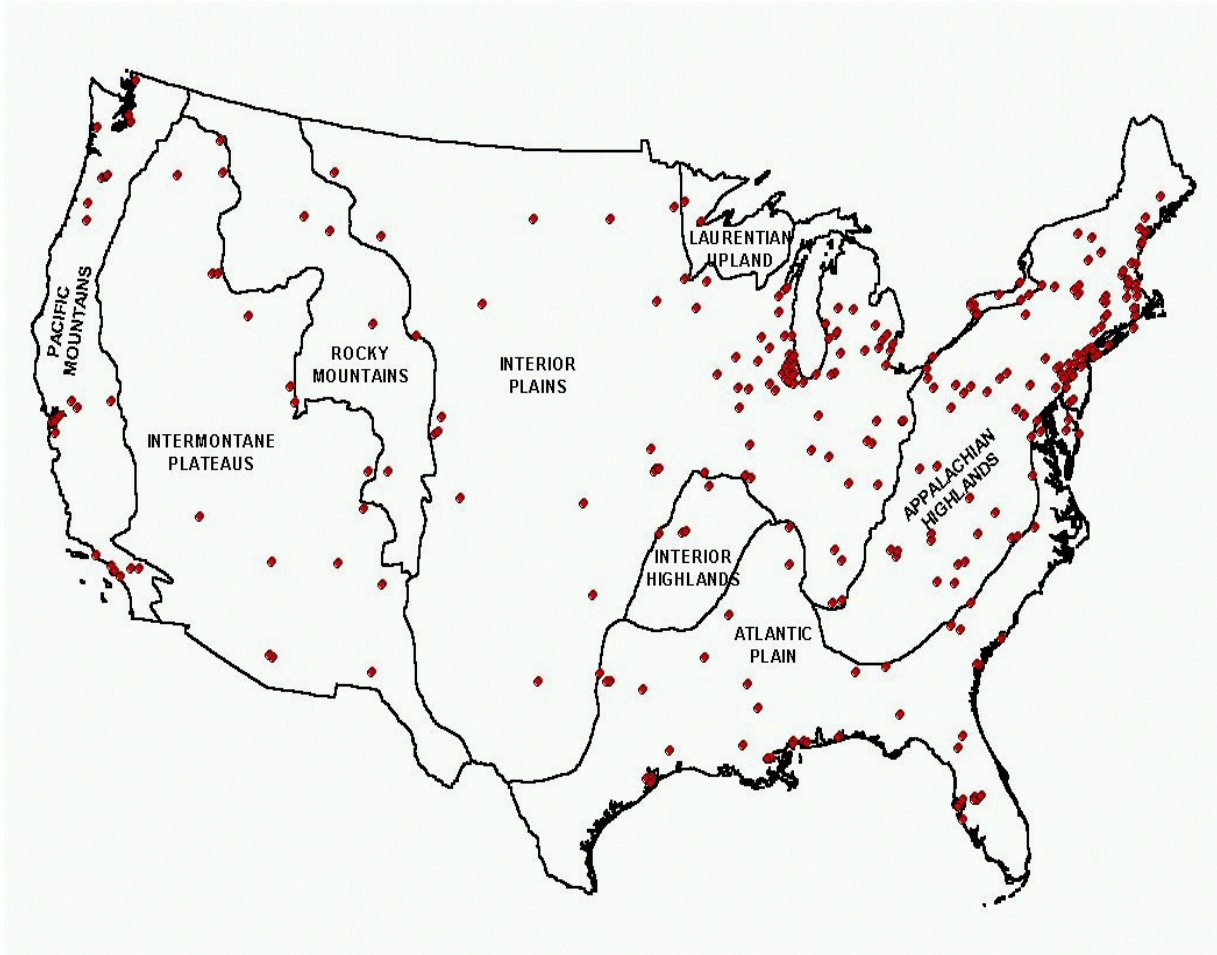 LAURENTIAN
UPLAND
PACIFIC
MOUNTAINS
ROCKY
MOUNTAINS
INTERIOR
PLAINS
INTERMONTANE
PLATEAUS
APPALACHIAN
HIGHLANDS
INTERIOR
HIGHLANDS
ATLANTIC
PLAIN